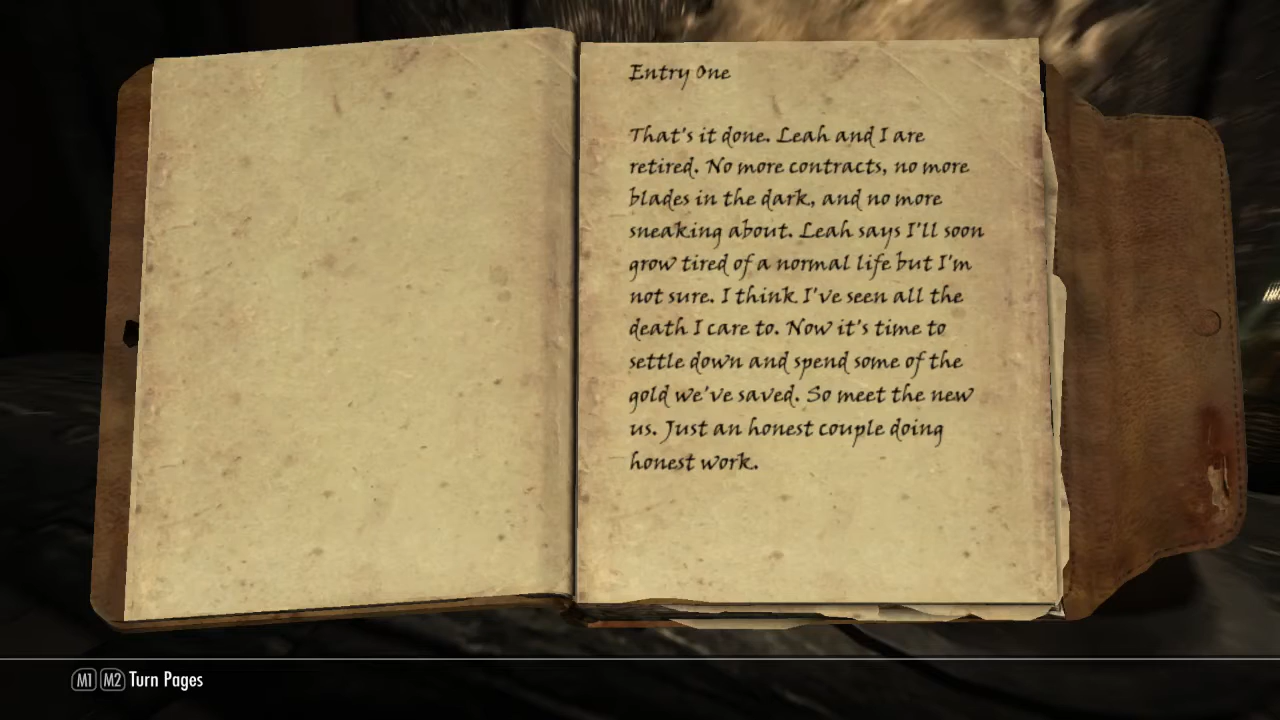 Entry One
That's it done. Leah and I are
retired. No more contracts, no more
blades in the dark, and no more
sneaking about. Leah says I'll soon
grow tired of a normal life but I'm
not sure. I think I've seen all the
death I care to. Now it's time to
settle down and spend some of the
gold we've saved. So meet the new
us. Just an honest couple doing
honest work.
M1 M2 Turn Pages